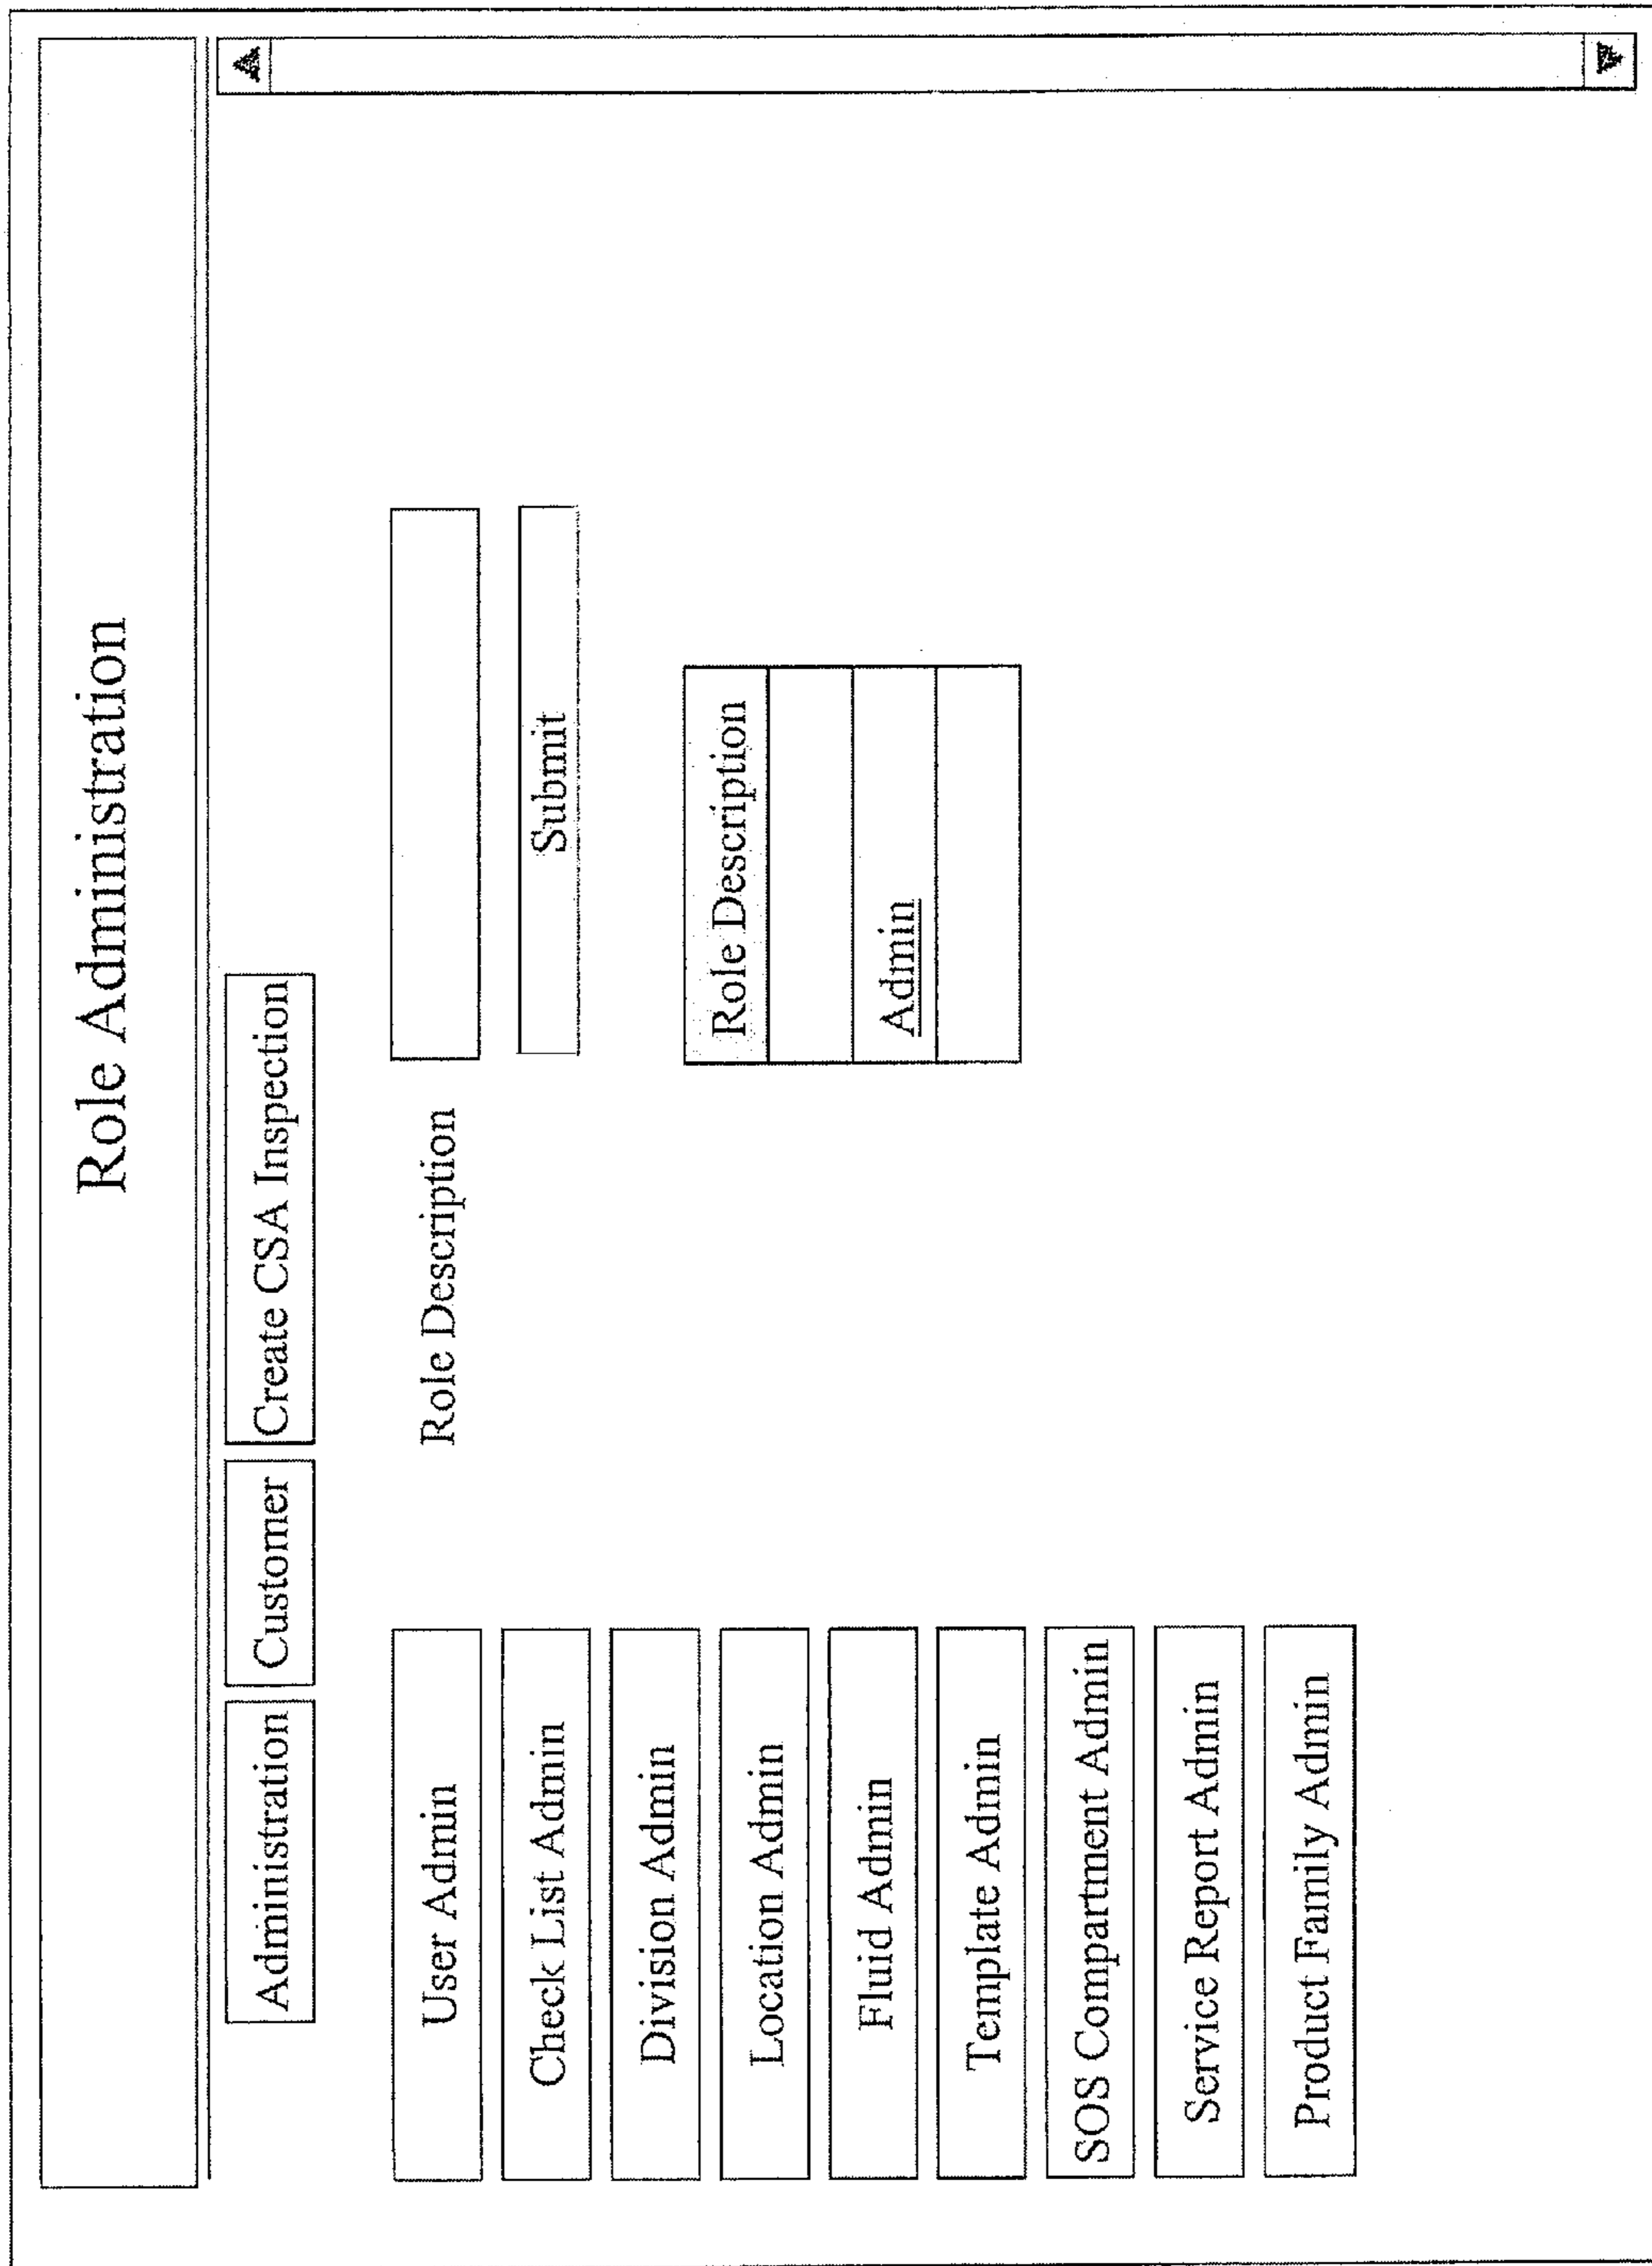 Role Administration
Administration Customer Create CSA Inspection
User Admin
Check List Admin
Division Admin
Location Admin
Fluid Admin
Template Admin
SOS Compartment Admin
Service Report Admin
Product Family Admin
Role Description
Submit
Role Description
Admin